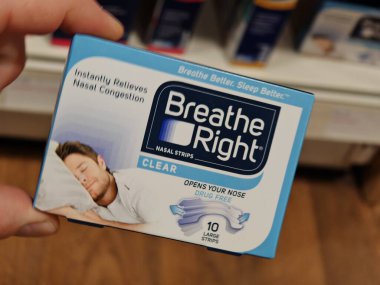 Breathe Better. Sleep Better.™
Instantly Relieves
Nasal Congestion
Breathe
Right®
NASAL STRIPS
CLEAR
OPENS YOUR NOSE
DRUG FREE
10
LARGE
STRIPS